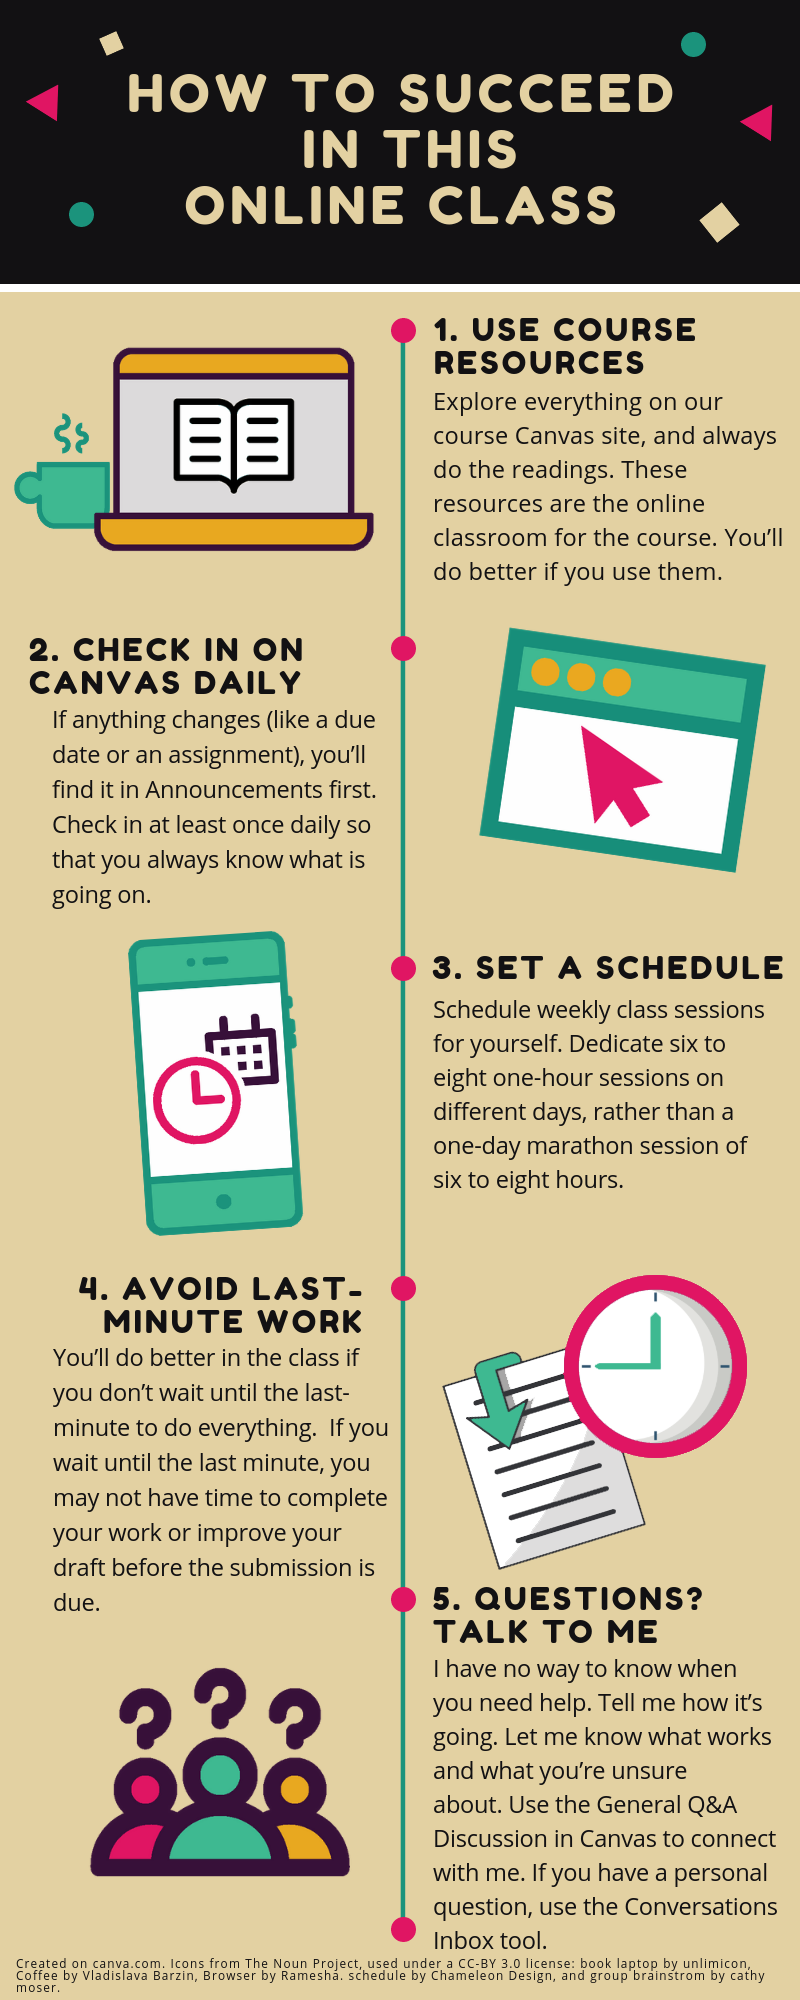 HOW TO SUCCEED
IN THIS
ONLINE CLASS
1. USE COURSE
RESOURCES
Explore everything on our
course Canvas site, and always
do the readings. These
resources are the online
classroom for the course. You’ll
do better if you use them.
2. CHECK IN ON
CANVAS DAILY
If anything changes (like a due
date or an assignment), you’ll
find it in Announcements first.
Check in at least once daily so
that you always know what is
going on.
3. SET A SCHEDULE
Schedule weekly class sessions
for yourself. Dedicate six to
eight one-hour sessions on
different days, rather than a
one-day marathon session of
six to eight hours.
4. AVOID LAST-
MINUTE WORK
You’ll do better in the class if
you don’t wait until the last-
minute to do everything.  If you
wait until the last minute, you
may not have time to complete
your work or improve your
draft before the submission is
due.
5. QUESTIONS?
TALK TO ME
I have no way to know when
you need help. Tell me how it’s
going. Let me know what works
and what you’re unsure
about. Use the General Q&A
Discussion in Canvas to connect
with me. If you have a personal
question, use the Conversations
Inbox tool.
Created on canva.com. Icons from The Noun Project, used under a CC-BY 3.0 license: book laptop by unlimicon,
Coffee by Vladislava Barzin, Browser by Ramesha. schedule by Chameleon Design, and group brainstrom by cathy
moser.